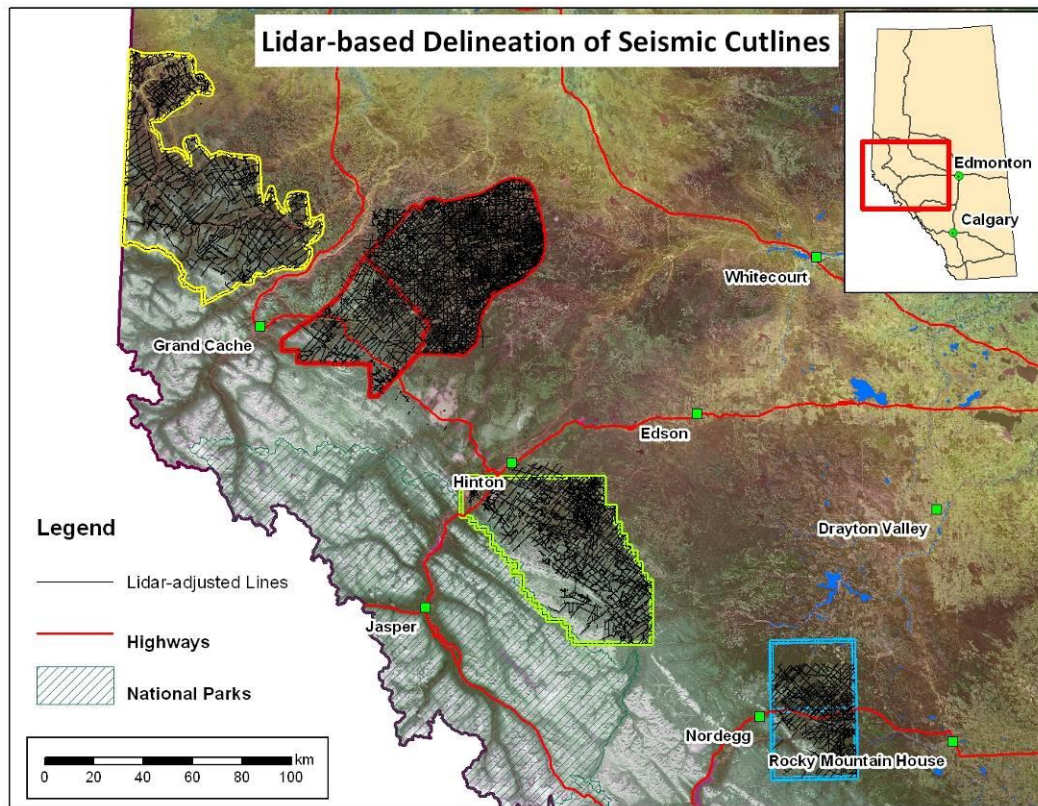 Lidar-based Delineation of Seismic Cutlines
Edmonton
Calgary
Whitecourt
Grand Cache
Edson
Hinton
Drayton Valley
Legend
Lidar-adjusted Lines
Jasper
Highways
National Parks
Nordegg
Rocky Mountain House
km
0 20 40 60 80 100